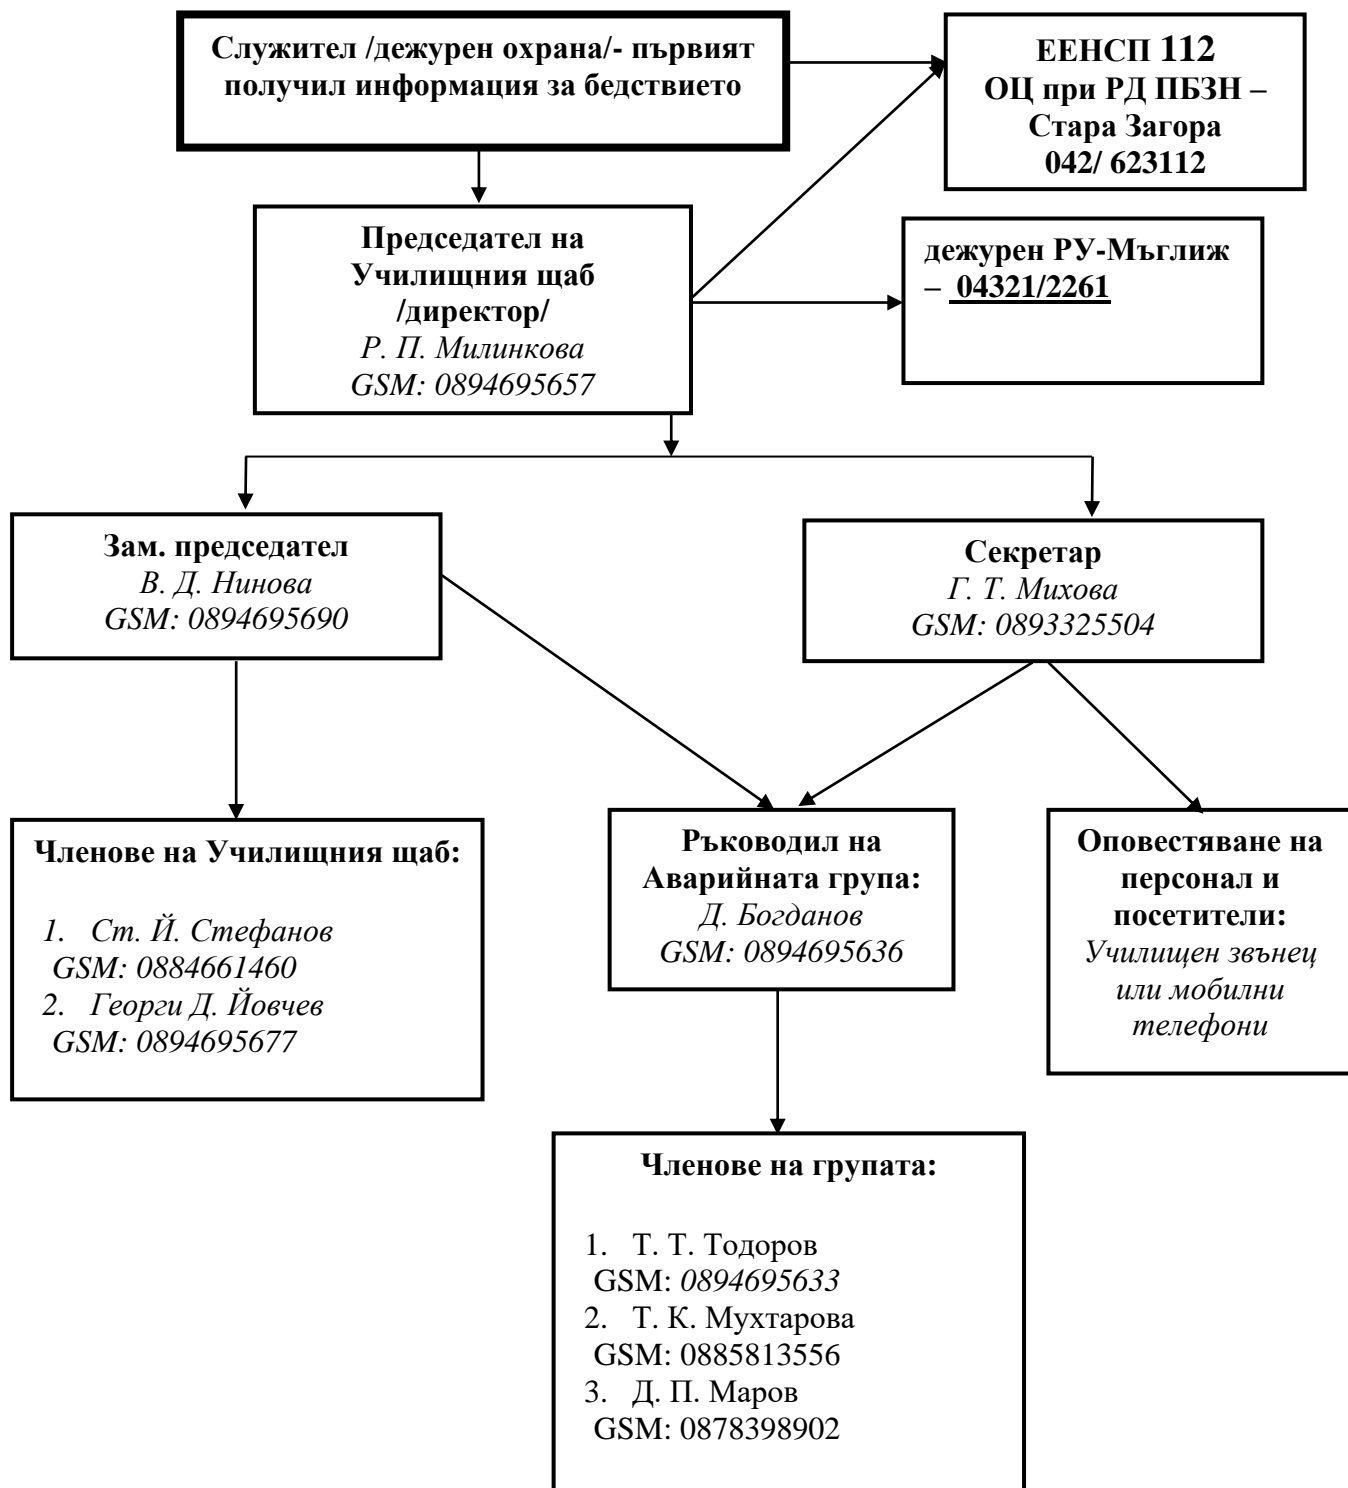 Служител /дежурен охрана/- първият
получил информация за бедствието
ЕЕНСП 112
ОЦ при РД ПБЗН –
Стара Загора
042/ 623112
Председател на
Училищния щаб
/директор/
Р. П. Милинкова
GSM: 0894695657
дежурен РУ-Мъглиж
– 04321/2261
Зам. председател
В. Д. Нинова
GSM: 0894695690
Секретар
Г. Т. Михова
GSM: 0893325504
Членове на Училищния щаб:
1. Ст. Й. Стефанов
GSM: 0884661460
2. Георги Д. Йовчев
GSM: 0894695677
Ръководил на
Аварийната група:
Д. Богданов
GSM: 0894695636
Оповестяване на
персонал и
посетители:
Училищен звънец
или мобилни
телефони
Членове на групата:
1. Т. Т. Тодоров
GSM: 0894695633
2. Т. К. Мухтарова
GSM: 0885813556
3. Д. П. Маров
GSM: 0878398902